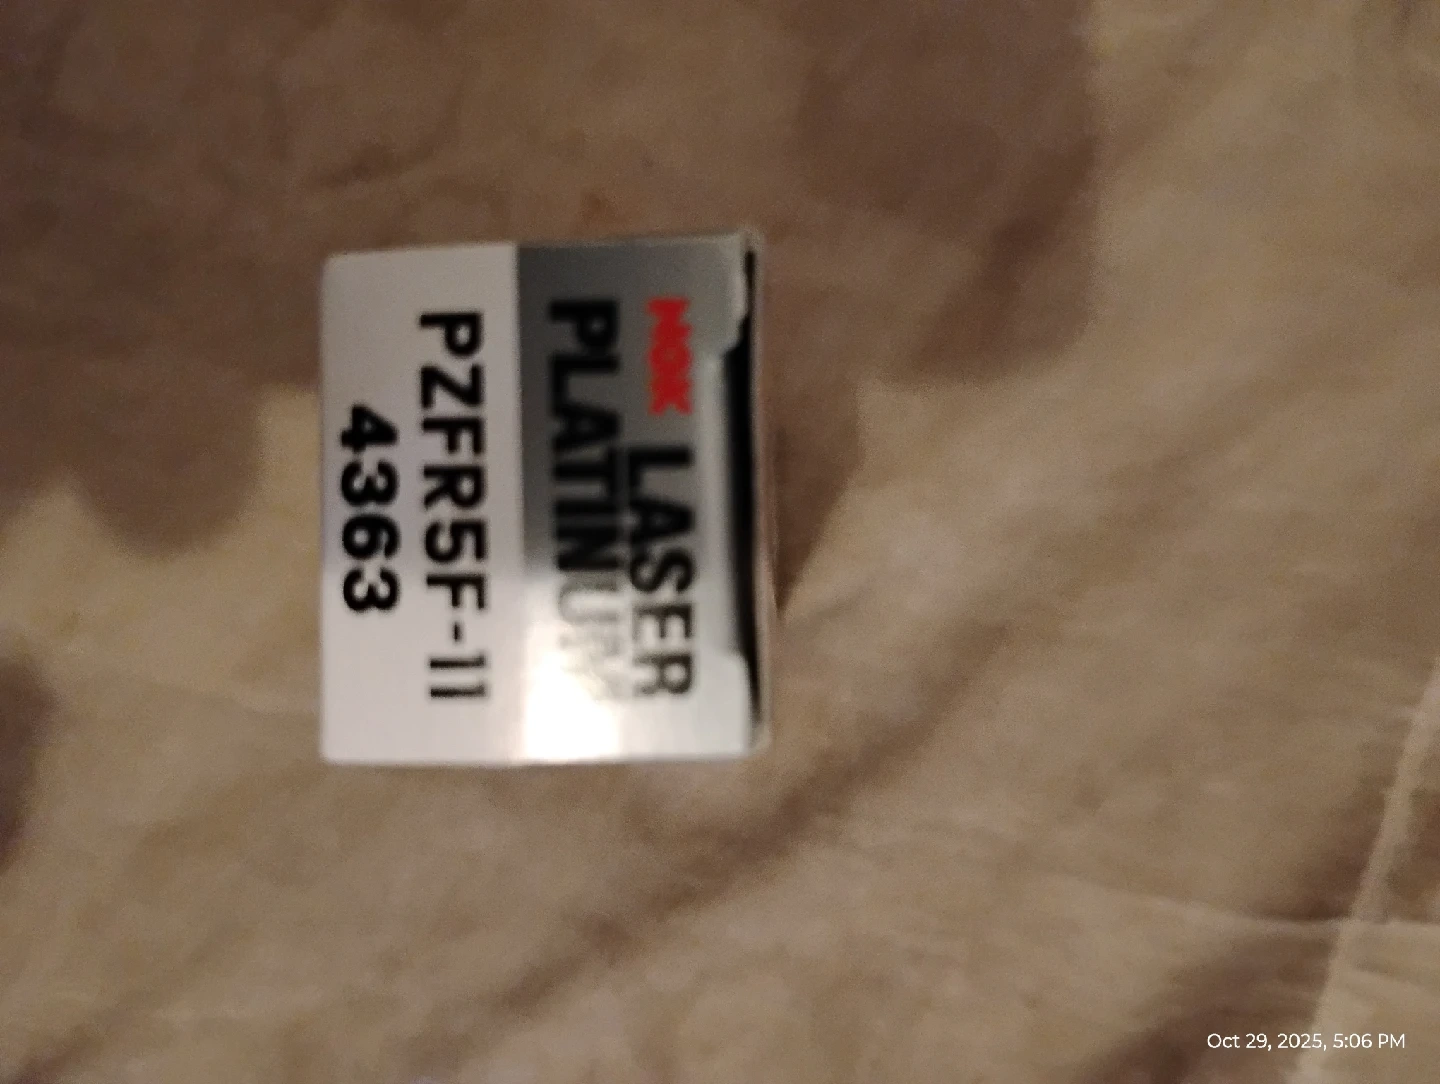 NGK LASER
PLATINUM
PZFR5F-11
4363
Oct 29, 2025, 5:06 PM